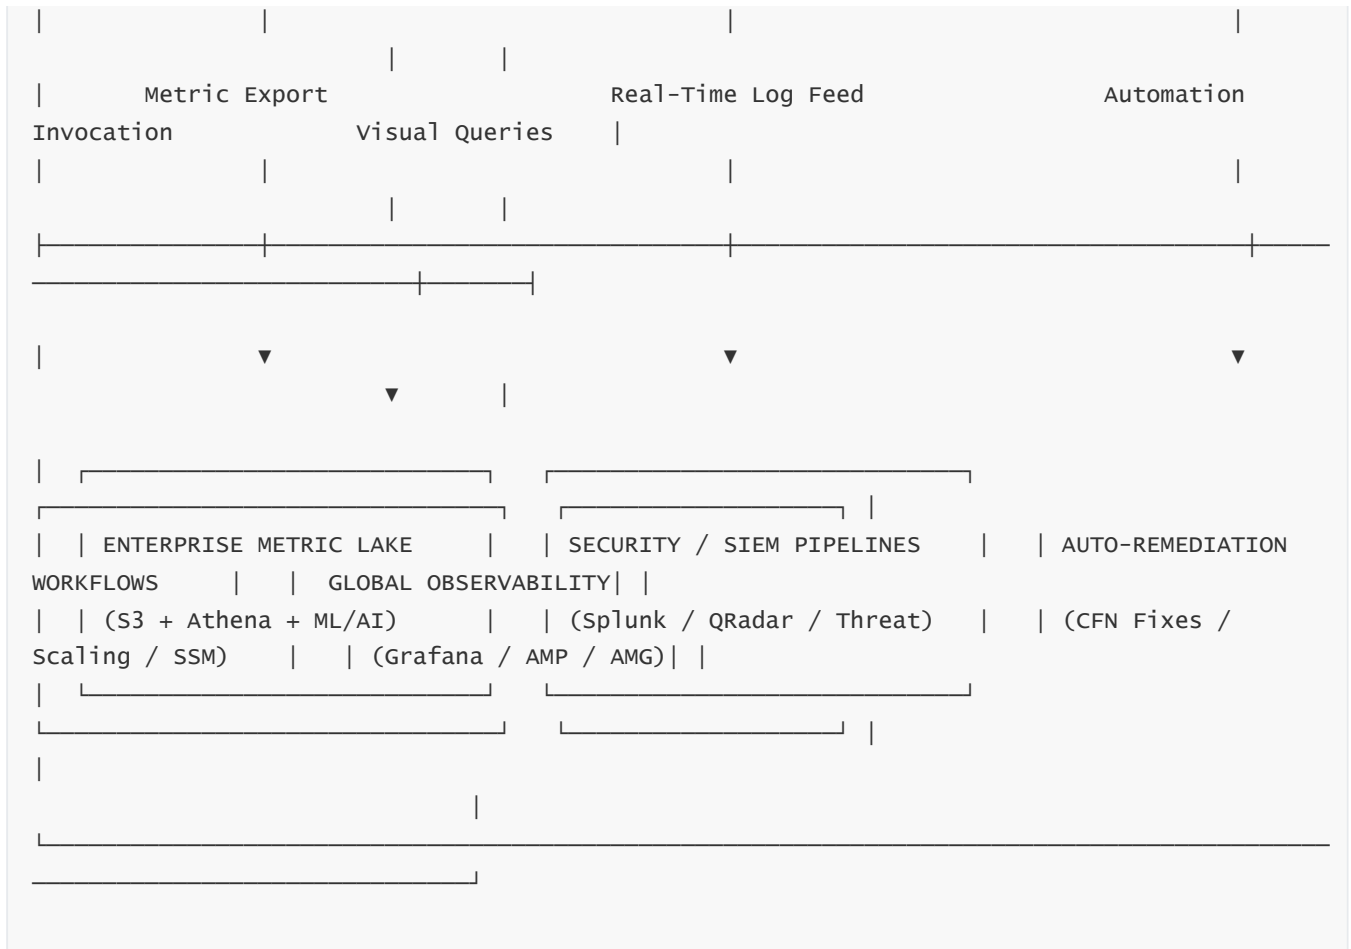 Metric Export Real-Time Log Feed Automation
Invocation Visual Queries
ENTERPRISE METRIC LAKE SECURITY / SIEM PIPELINES AUTO-REMEDIATION
WORKFLOWS GLOBAL OBSERVABILITY
(S3 + Athena + ML/AI) (Splunk / QRadar / Threat) (CFN Fixes /
Scaling / SSM) (Grafana / AMP / AMG)